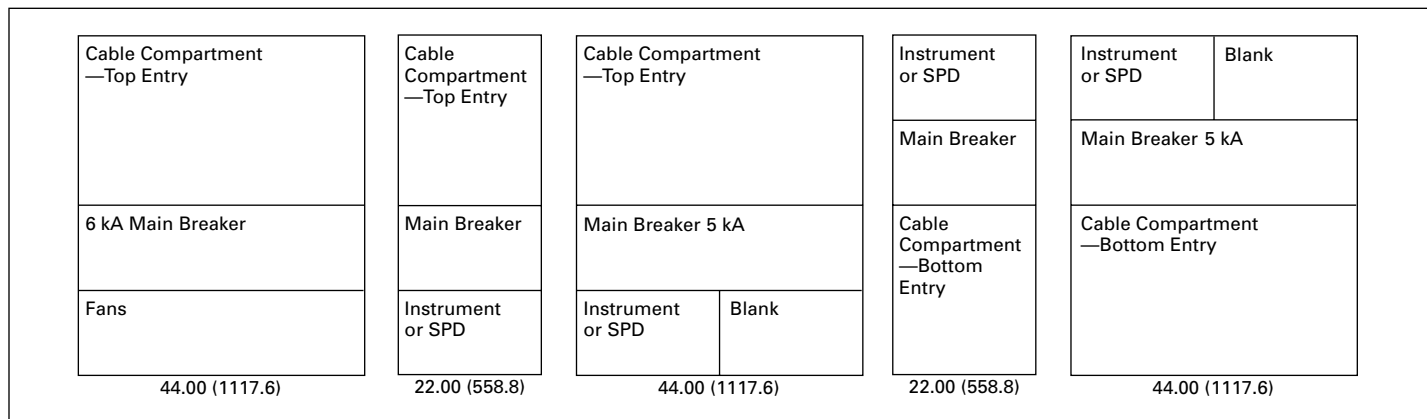 Cable Compartment
—Top Entry
6 kA Main Breaker
Fans
44.00 (1117.6)
Cable
Compartment
—Top Entry
Main Breaker
Instrument
or SPD
22.00 (558.8)
Cable Compartment
—Top Entry
Main Breaker 5 kA
Instrument
or SPD
Blank
44.00 (1117.6)
Instrument
or SPD
Main Breaker
Cable
Compartment
—Bottom
Entry
22.00 (558.8)
Instrument
or SPD
Blank
Main Breaker 5 kA
Cable Compartment
—Bottom Entry
44.00 (1117.6)